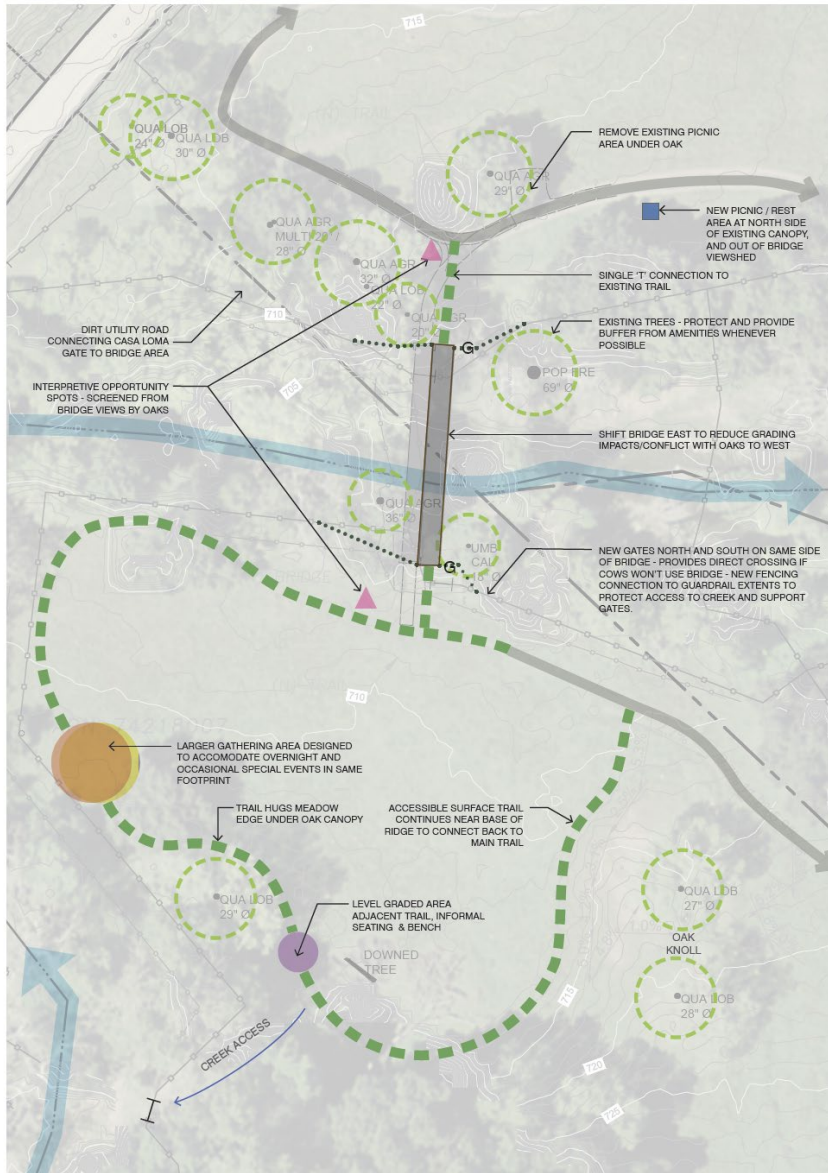 715
QUA LOB
24" Ø
QUA LOB
30" Ø
REMOVE EXISTING PICNIC
AREA UNDER OAK
QUA AGR
29" Ø
NEW PICNIC / REST
AREA AT NORTH SIDE
OF EXISTING CANOPY,
AND OUT OF BRIDGE
VIEWSHED
QUA AGR
28" Ø
QUA AGR
32" Ø
SINGLE 'T' CONNECTION TO
EXISTING TRAIL
710
EXISTING TREES - PROTECT AND PROVIDE
BUFFER FROM AMENITIES WHENEVER
POSSIBLE
DIRT UTILITY ROAD
CONNECTING CASA LOMA
GATE TO BRIDGE AREA
G
POP FRE
69" Ø
INTERPRETIVE OPPORTUNITY
SPOTS - SCREENED FROM
BRIDGE VIEWS BY OAKS
705
SHIFT BRIDGE EAST TO REDUCE GRADING
IMPACTS/CONFLICT WITH OAKS TO WEST
QUA AGR
36" Ø
UMB
CAL
G
NEW GATES NORTH AND SOUTH ON SAME SIDE
OF BRIDGE - PROVIDES DIRECT CROSSING IF
COWS WON'T USE BRIDGE - NEW FENCING
CONNECTION TO GUARDRAIL EXTENTS TO
PROTECT ACCESS TO CREEK AND SUPPORT
GATES.
710
LARGER GATHERING AREA DESIGNED
TO ACCOMODATE OVERNIGHT AND
OCCASIONAL SPECIAL EVENTS IN SAME
FOOTPRINT
TRAIL HUGS MEADOW
EDGE UNDER OAK CANOPY
ACCESSIBLE SURFACE TRAIL
CONTINUES NEAR BASE OF
RIDGE TO CONNECT BACK TO
MAIN TRAIL
QUA LOB
29" Ø
QUA LOB
27" Ø
LEVEL GRADED AREA
ADJACENT TRAIL, INFORMAL
SEATING & BENCH
OAK
KNOLL
DOWNED
TREE
715
QUA LOB
28" Ø
CREEK ACCESS
720
725